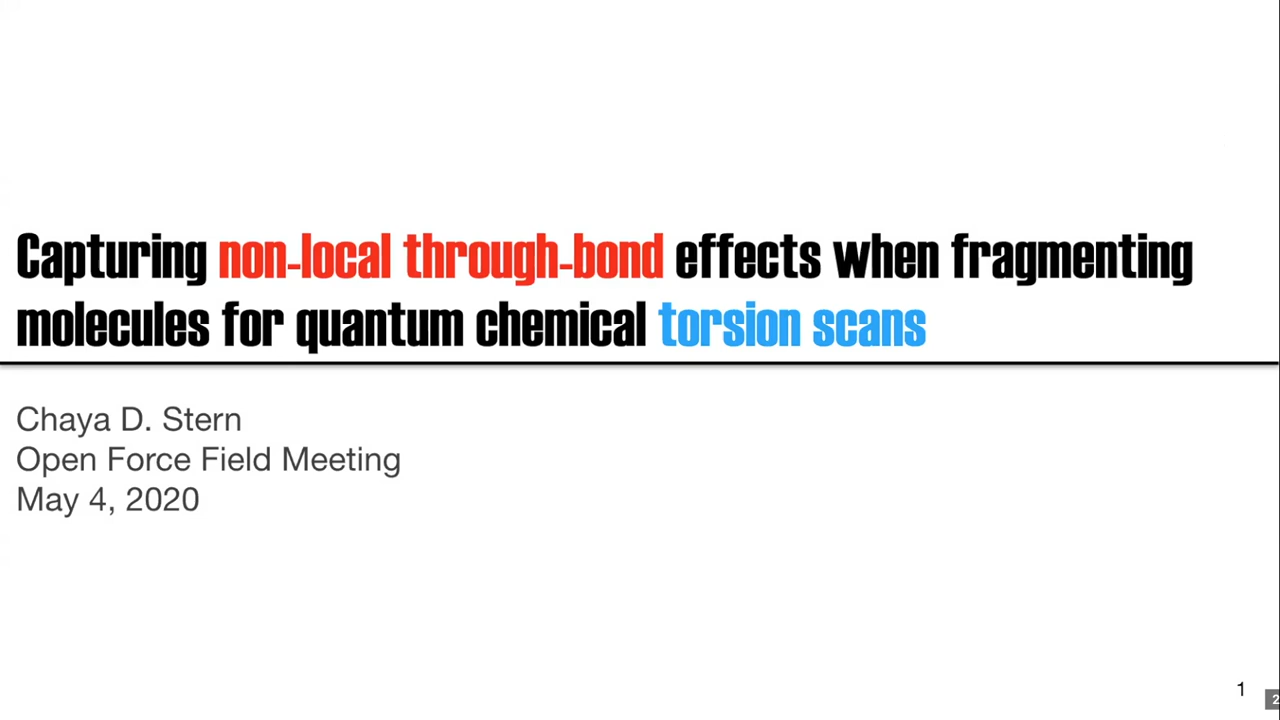 Capturing non-local through-bond effects when fragmenting
molecules for quantum chemical torsion scans
Chaya D. Stern
Open Force Field Meeting
May 4, 2020
1
2